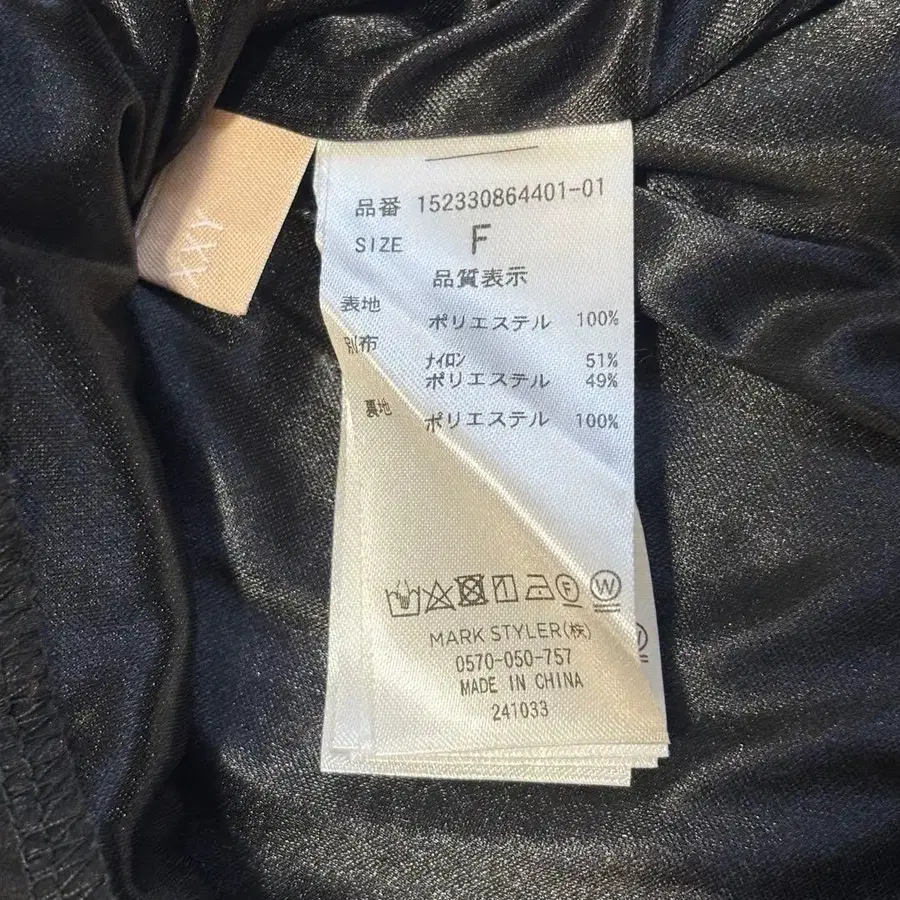 品番 152330864401-01
SIZE F
品質表示
表地 ポリエステル 100%
別布 ナイロン 51%
ポリエステル 49%
裏地 ポリエステル 100%
F W
MARK STYLER(株)
0570-050-757
MADE IN CHINA
241033